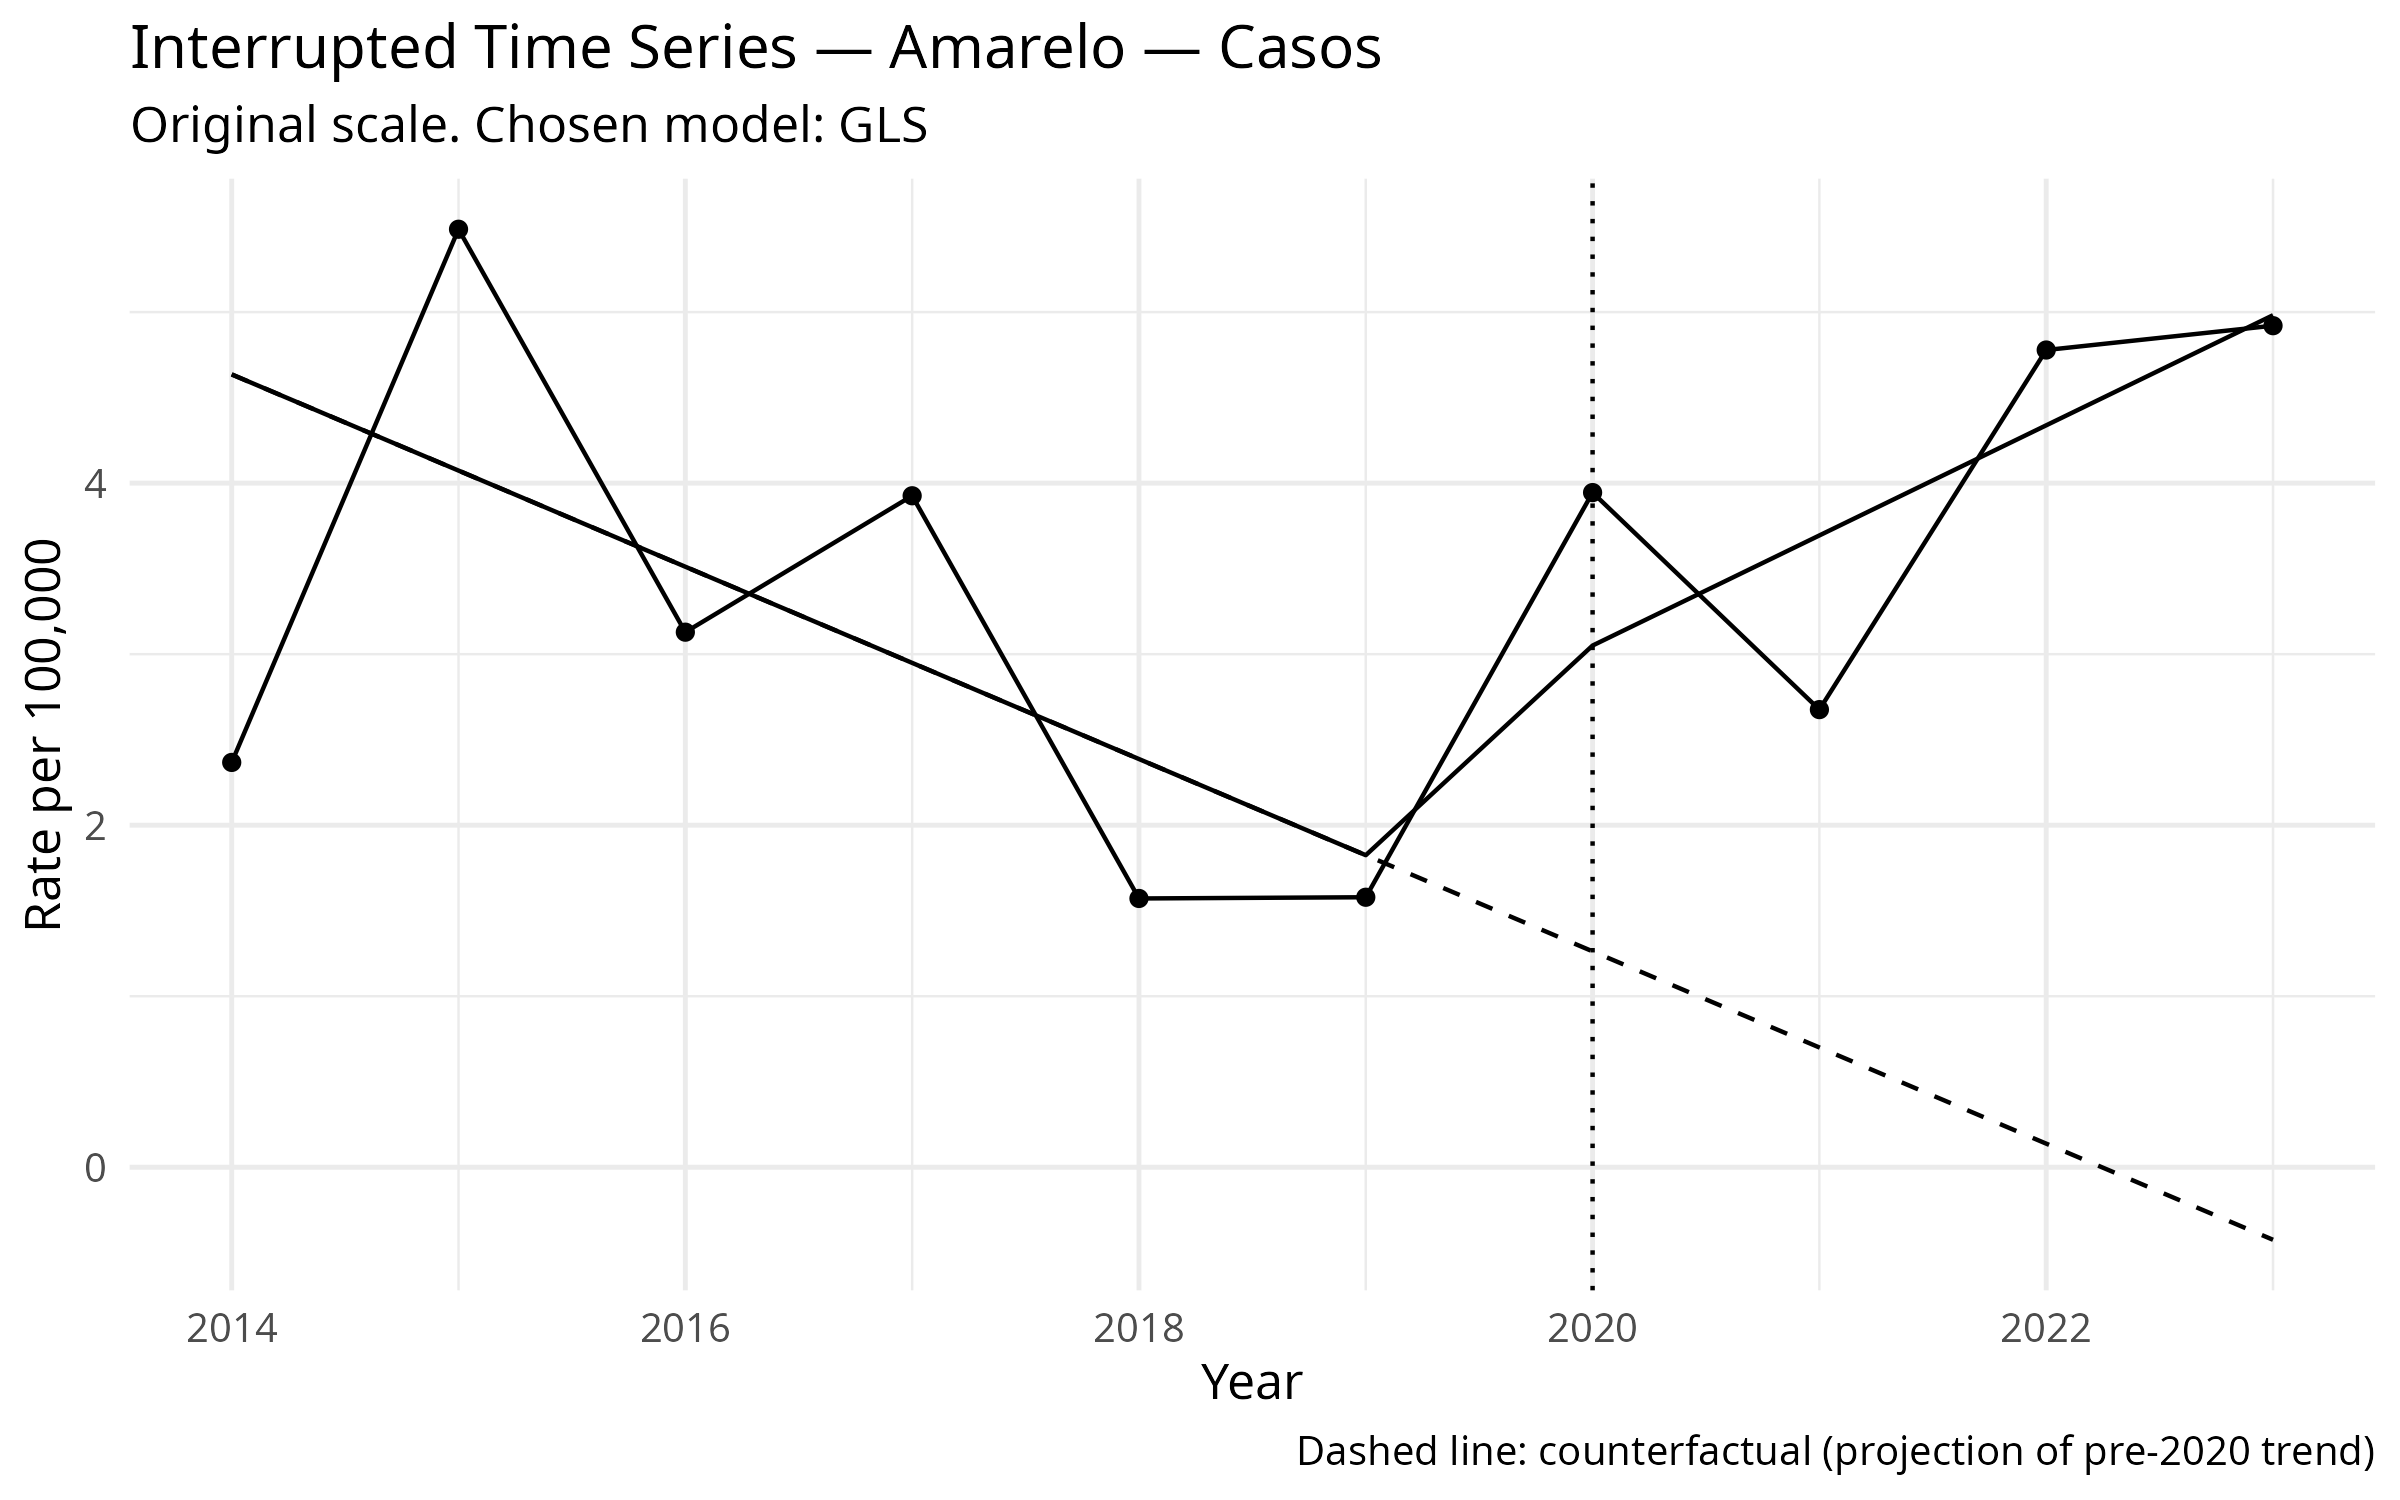 Interrupted Time Series — Amarelo — Casos
Original scale. Chosen model: GLS
Rate per 100,000
4
2
0
2014
2016
2018
2020
2022
Year
Dashed line: counterfactual (projection of pre-2020 trend)